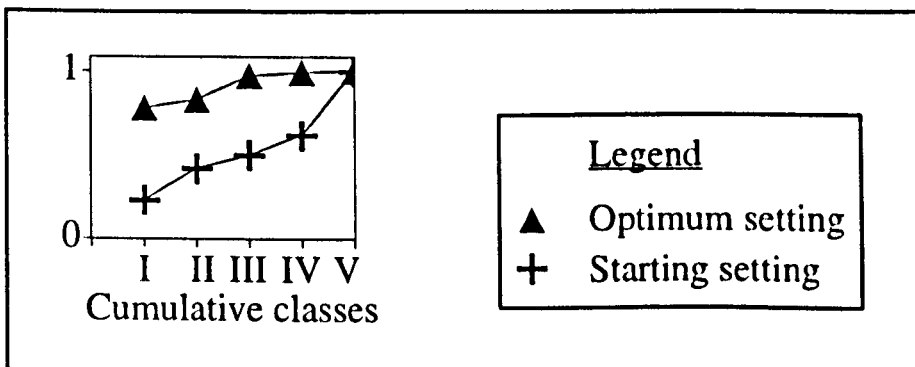 1
0
I II III IV V
Cumulative classes
Legend
Optimum setting
Starting setting